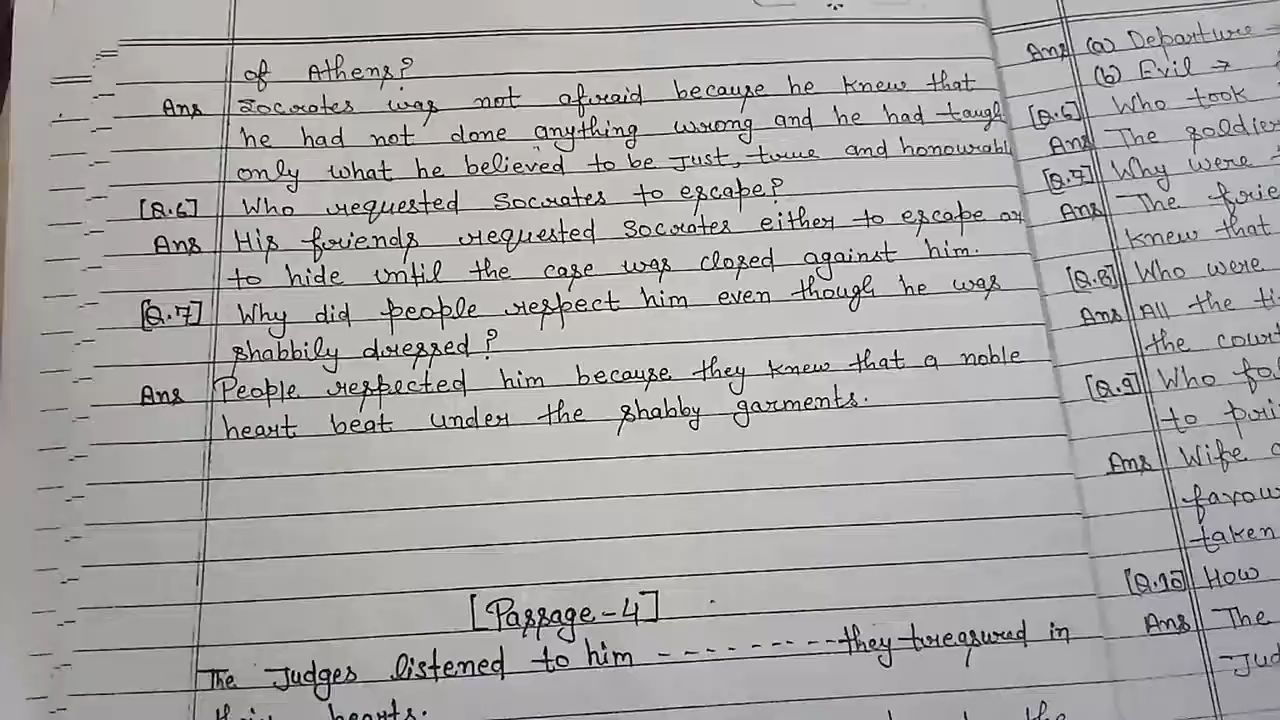 of Athens?
Ans Socrates was not afraid because he knew that
he had not done anything wrong and he had taugh
only what he believed to be Just, true and honourabl
[Q.6] Who requested Socrates to escape?
Ans His friends requested Socrates either to escape or
to hide until the case was closed against him.
[Q.7] Why did people respect him even though he was
shabbily dressed?
Ans People respected him because they knew that a noble
heart beat under the shabby garments.
[Passage-4]
The Judges listened to him --------they treasured in
hearts.
the
Ans (a) Departure →
(b) Evil →
[Q.6] Who took
Ans The soldier
[Q.7] Why were
Ans The frie
knew that
[Q.8] Who were
Ans All the ti
the cour
[Q.9] Who fo
to pri
Ans Wife
favou
taken
[Q.10] How
Ans The
Jud